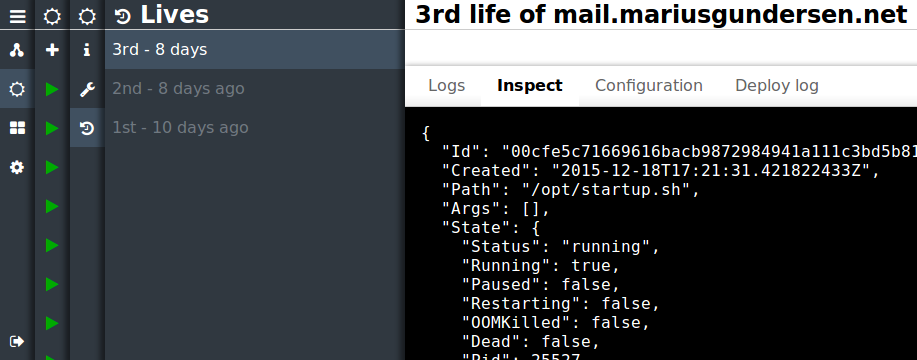 Lives
3rd - 8 days
2nd - 8 days ago
1st - 10 days ago
3rd life of mail.mariusgundersen.net
Logs
Inspect
Configuration
Deploy log
{
"Id": "00cfe5c71669616bacb9872984941a111c3bd5b81
"Created": "2015-12-18T17:21:31.421822433Z",
"Path": "/opt/startup.sh",
"Args": [],
"State": {
"Status": "running",
"Running": true,
"Paused": false,
"Restarting": false,
"OOMKilled": false,
"Dead": false,
"Pid": 25527